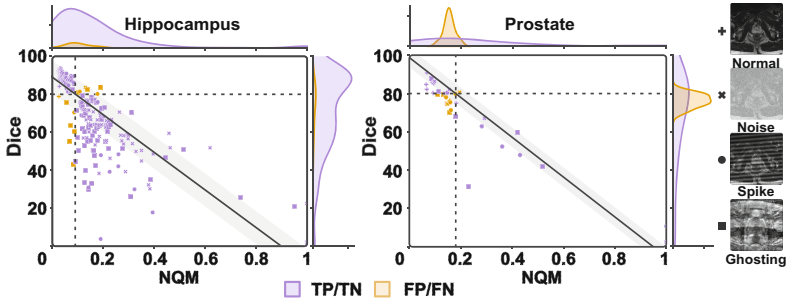 Hippocampus
Prostate
Dice
100
80
60
40
20
0
0.2
0.4
0.6
0.8
1
NQM
Dice
100
80
60
40
20
0
0.2
0.4
0.6
0.8
1
NQM
Normal
Noise
Spike
Ghosting
TP/TN
FP/FN